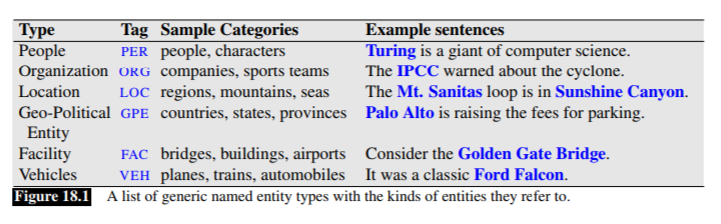 Type Tag Sample Categories Example sentences
People PER people, characters Turing is a giant of computer science.
Organization ORG companies, sports teams The IPCC warned about the cyclone.
Location LOC regions, mountains, seas The Mt. Sanitas loop is in Sunshine Canyon.
Geo-Political GPE countries, states, provinces Palo Alto is raising the fees for parking.
Entity
Facility FAC bridges, buildings, airports Consider the Golden Gate Bridge.
Vehicles VEH planes, trains, automobiles It was a classic Ford Falcon.
Figure 18.1 A list of generic named entity types with the kinds of entities they refer to.